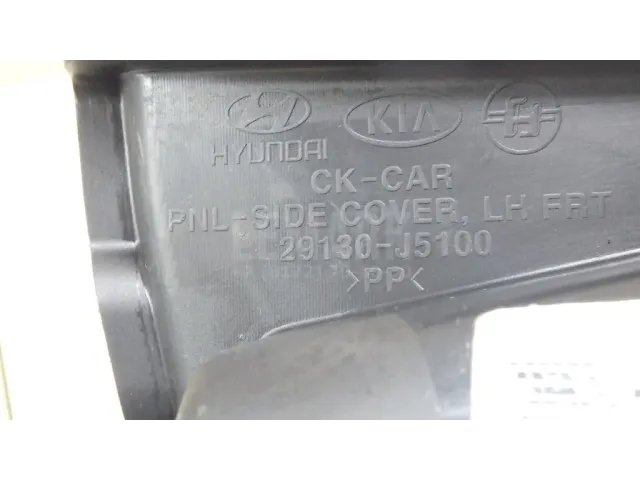 HYUNDAI
KIA
CK-CAR
PNL-SIDE COVER, LH FRT
29130-J5100
>PP<